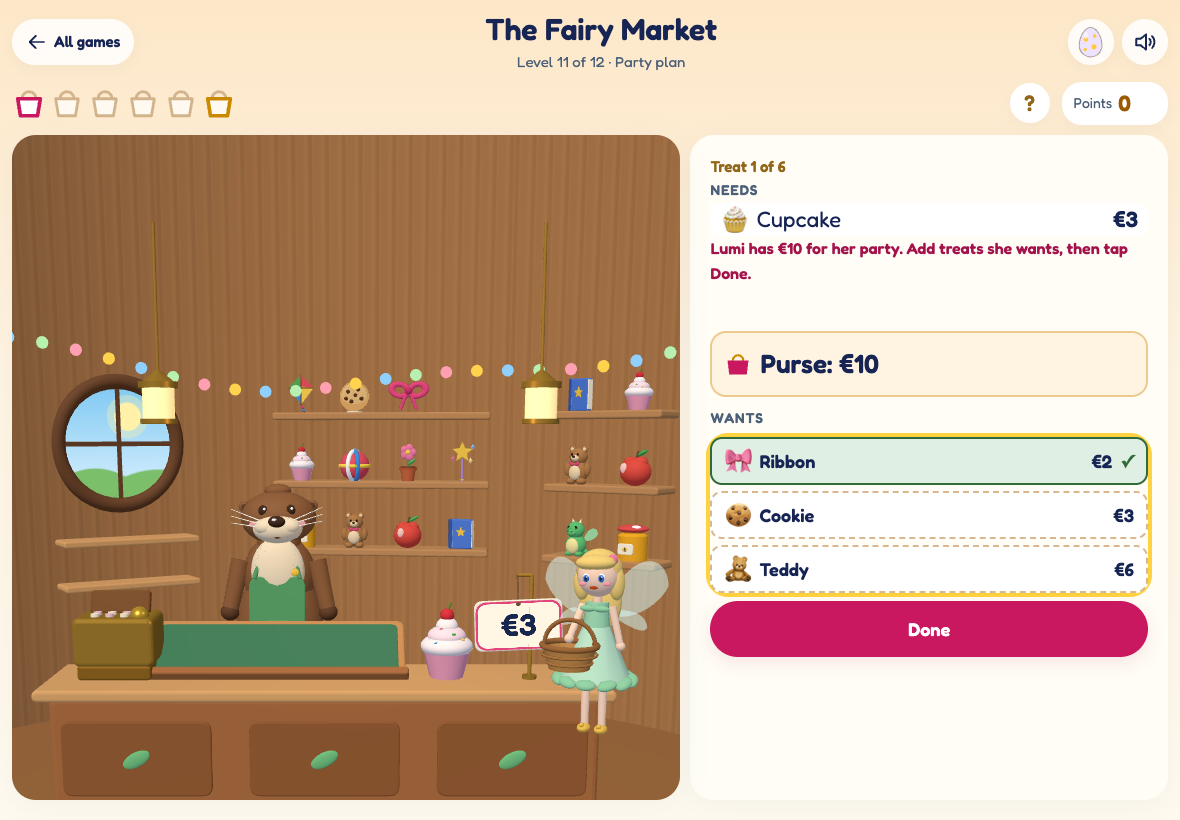 All games
The Fairy Market
Level 11 of 12 · Party plan
?
Points 0
Treat 1 of 6
NEEDS
Cupcake €3
Lumi has €10 for her party. Add treats she wants, then tap
Done.
Purse: €10
WANTS
Ribbon €2 ✓
Cookie €3
Teddy €6
Done
€3